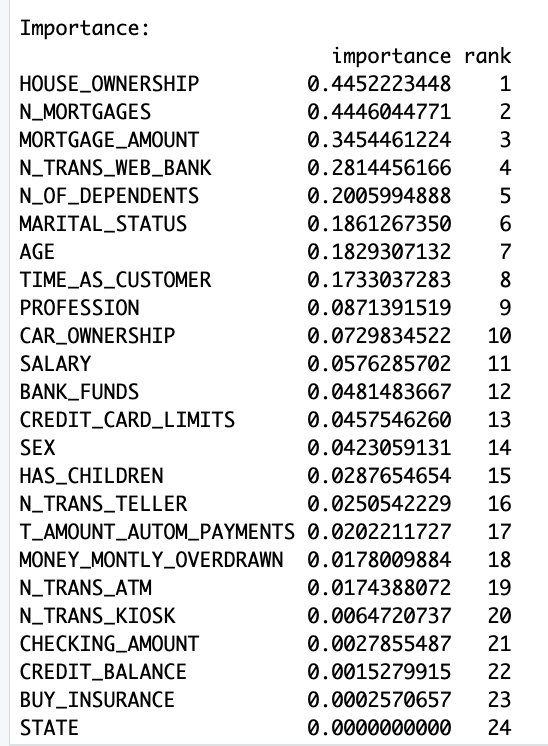 Importance:
importance rank
HOUSE_OWNERSHIP 0.4452223448 1
N_MORTGAGES 0.4446044771 2
MORTGAGE_AMOUNT 0.3454461224 3
N_TRANS_WEB_BANK 0.2814456166 4
N_OF_DEPENDENTS 0.2005994888 5
MARITAL_STATUS 0.1861267350 6
AGE 0.1829307132 7
TIME_AS_CUSTOMER 0.1733037283 8
PROFESSION 0.0871391519 9
CAR_OWNERSHIP 0.0729834522 10
SALARY 0.0576285702 11
BANK_FUNDS 0.0481483667 12
CREDIT_CARD_LIMITS 0.0457546260 13
SEX 0.0423059131 14
HAS_CHILDREN 0.0287654654 15
N_TRANS_TELLER 0.0250542229 16
T_AMOUNT_AUTOM_PAYMENTS 0.0202211727 17
MONEY_MONTLY_OVERDRAWN 0.0178009884 18
N_TRANS_ATM 0.0174388072 19
N_TRANS_KIOSK 0.0064720737 20
CHECKING_AMOUNT 0.0027855487 21
CREDIT_BALANCE 0.0015279915 22
BUY_INSURANCE 0.0002570657 23
STATE 0.0000000000 24